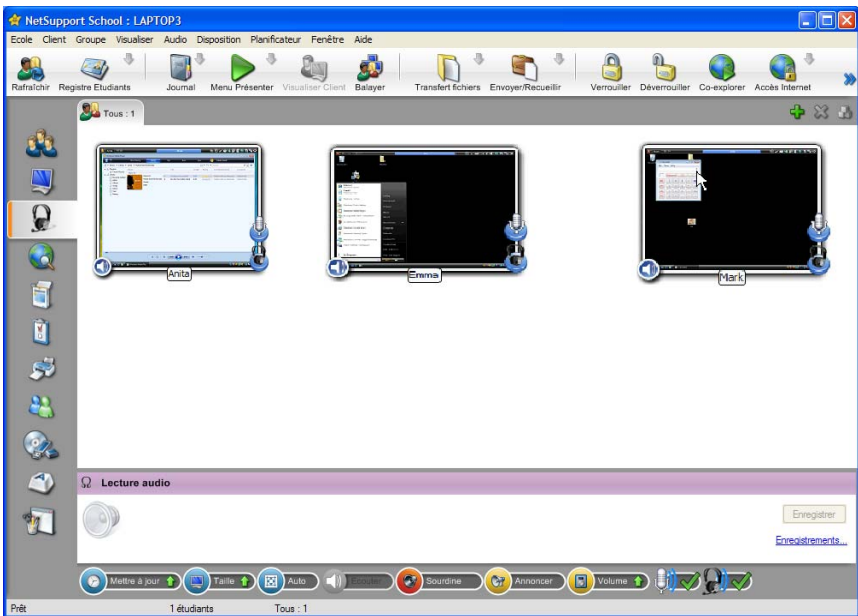 NetSupport School : LAPTOP3
Ecole Client Groupe Visualiser Audio Disposition Planificateur Fenêtre Aide
Rafraîchir Registre Etudiants Journal Menu Présenter Visualiser Client Balayer Transfert fichiers Envoyer/Recueillir Verrouiller Déverrouiller Co-explorer Accès Internet
Tous : 1
Anita Emma Mark
Lecture audio
Enregistrer
Enregistrements...
Mettre à jour Taille Auto Ecouter Sourdine Annoncer Volume
Prêt 1 étudiants Tous : 1